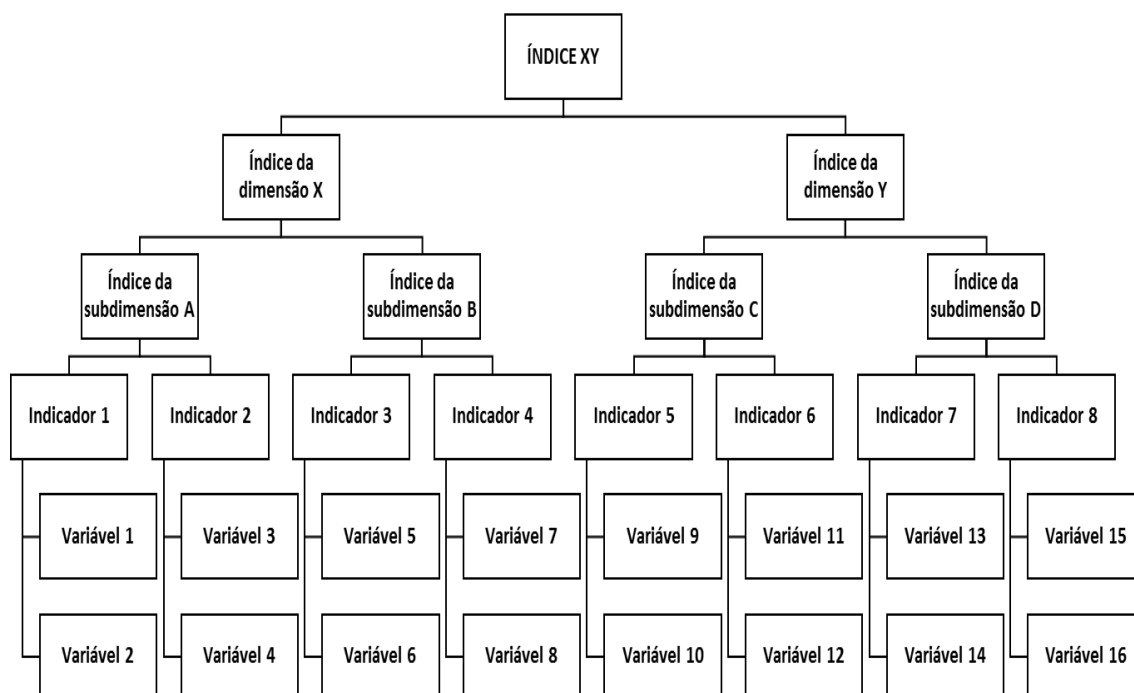 ÍNDICE XY
Índice da
dimensão X
Índice da
dimensão Y
Índice da
subdimensão A
Índice da
subdimensão B
Índice da
subdimensão C
Índice da
subdimensão D
Indicador 1
Indicador 2
Indicador 3
Indicador 4
Indicador 5
Indicador 6
Indicador 7
Indicador 8
Variável 1
Variável 3
Variável 5
Variável 7
Variável 9
Variável 11
Variável 13
Variável 15
Variável 2
Variável 4
Variável 6
Variável 8
Variável 10
Variável 12
Variável 14
Variável 16